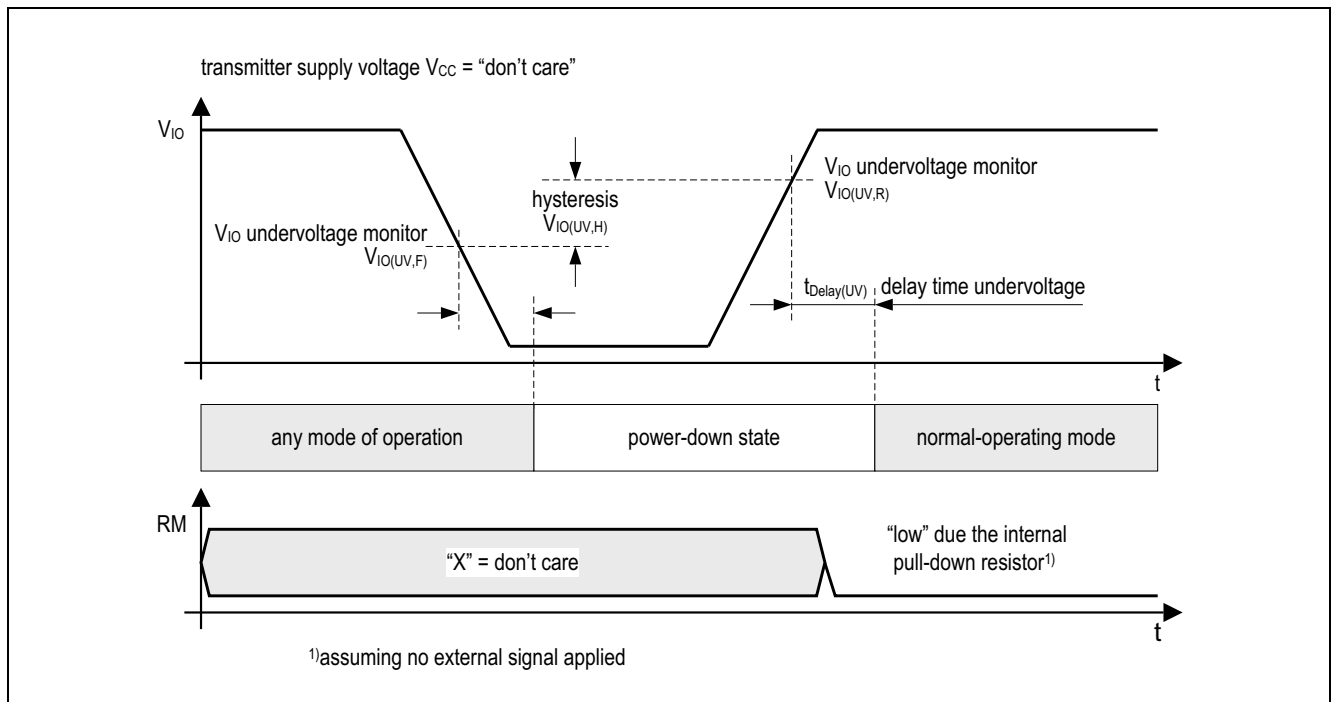 transmitter supply voltage VCC = “don’t care”
VIO
VIO undervoltage monitor
VIO(UV,R)
hysteresis
VIO(UV,H)
VIO undervoltage monitor
VIO(UV,F)
tDelay(UV) delay time undervoltage
t
any mode of operation
power-down state
normal-operating mode
RM
“X” = don’t care
“low” due the internal
pull-down resistor1)
t
1)assuming no external signal applied